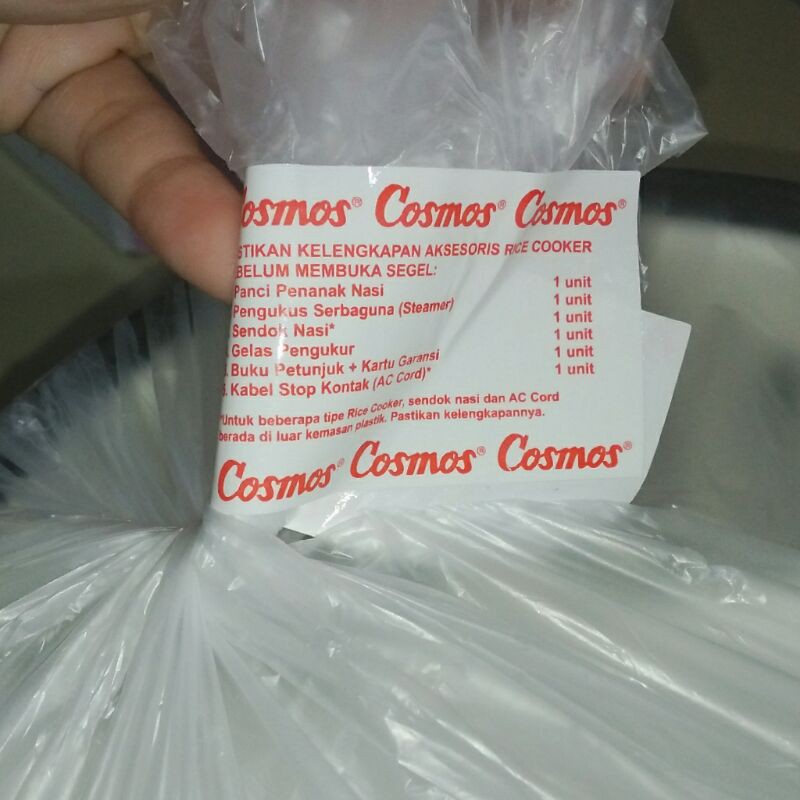 Cosmos® Cosmos® Cosmos®
STIKAN KELENGKAPAN AKSESORIS RICE COOKER
BELUM MEMBUKA SEGEL:
Panci Penanak Nasi 1 unit
Pengukus Serbaguna (Steamer) 1 unit
Sendok Nasi* 1 unit
Gelas Pengukur 1 unit
Buku Petunjuk + Kartu Garansi 1 unit
Kabel Stop Kontak (AC Cord)* 1 unit
*Untuk beberapa tipe Rice Cooker, sendok nasi dan AC Cord
berada di luar kemasan plastik. Pastikan kelengkapannya.
Cosmos® Cosmos® Cosmos®